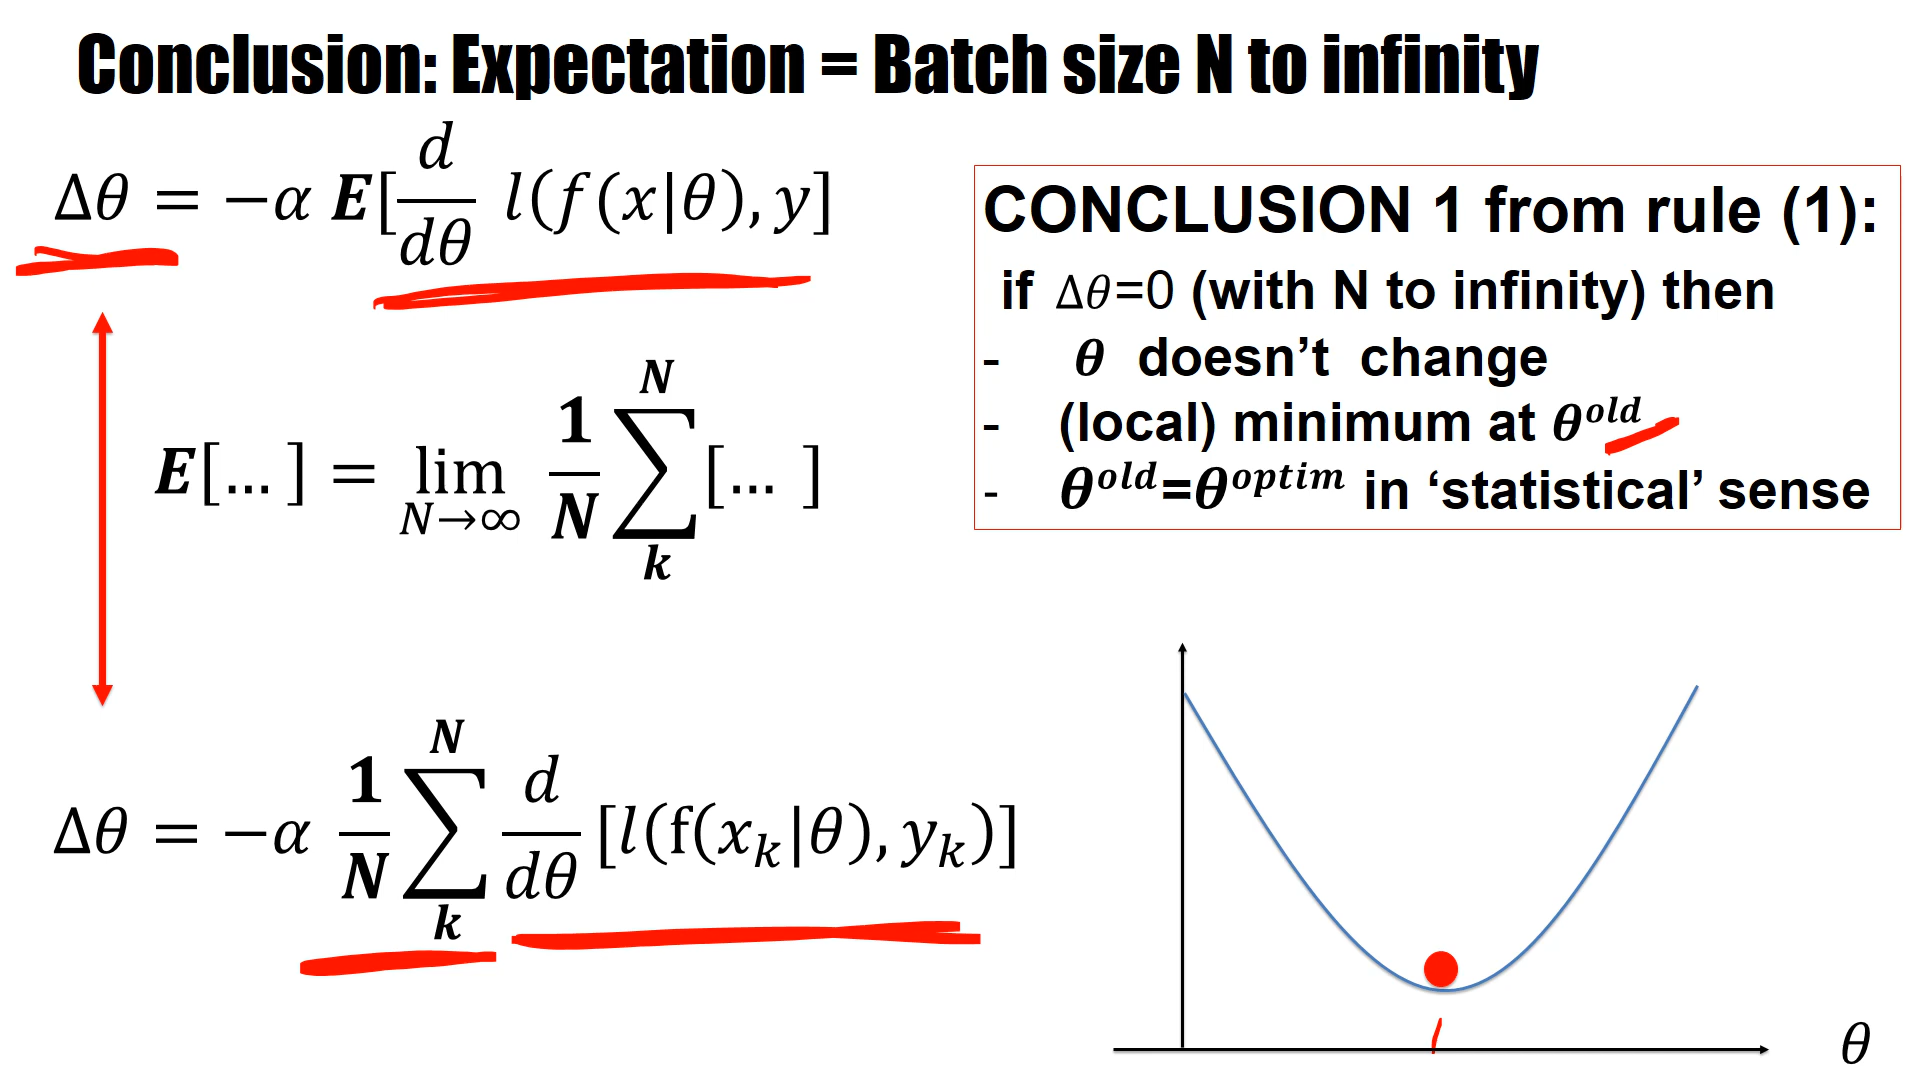 Conclusion: Expectation = Batch size N to infinity
Δθ = −α E[d/dθ l(f(x|θ), y]
E[... ] = lim N→∞ 1/N ∑ k N [... ]
Δθ = −α 1/N ∑ k N d/dθ [l(f(x_k|θ), y_k)]
CONCLUSION 1 from rule (1):
if Δθ=0 (with N to infinity) then
- θ doesn’t change
- (local) minimum at θ^old
- θ^old=θ^optim in ‘statistical’ sense
θ